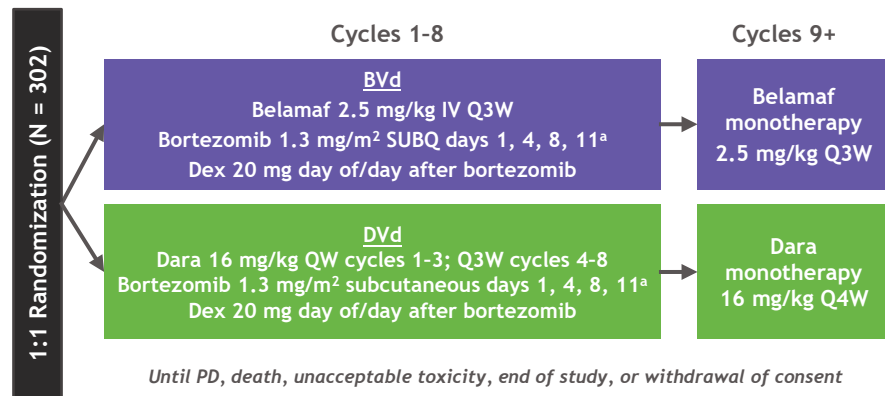 Cycles 1–8
Cycles 9+
1:1 Randomization (N = 302)
BVd
Belamaf 2.5 mg/kg IV Q3W
Bortezomib 1.3 mg/m² SUBQ days 1, 4, 8, 11ᵃ
Dex 20 mg day of/day after bortezomib
Belamaf
monotherapy
2.5 mg/kg Q3W
DVd
Dara 16 mg/kg QW cycles 1–3; Q3W cycles 4–8
Bortezomib 1.3 mg/m² subcutaneous days 1, 4, 8, 11ᵃ
Dex 20 mg day of/day after bortezomib
Dara
monotherapy
16 mg/kg Q4W
Until PD, death, unacceptable toxicity, end of study, or withdrawal of consent